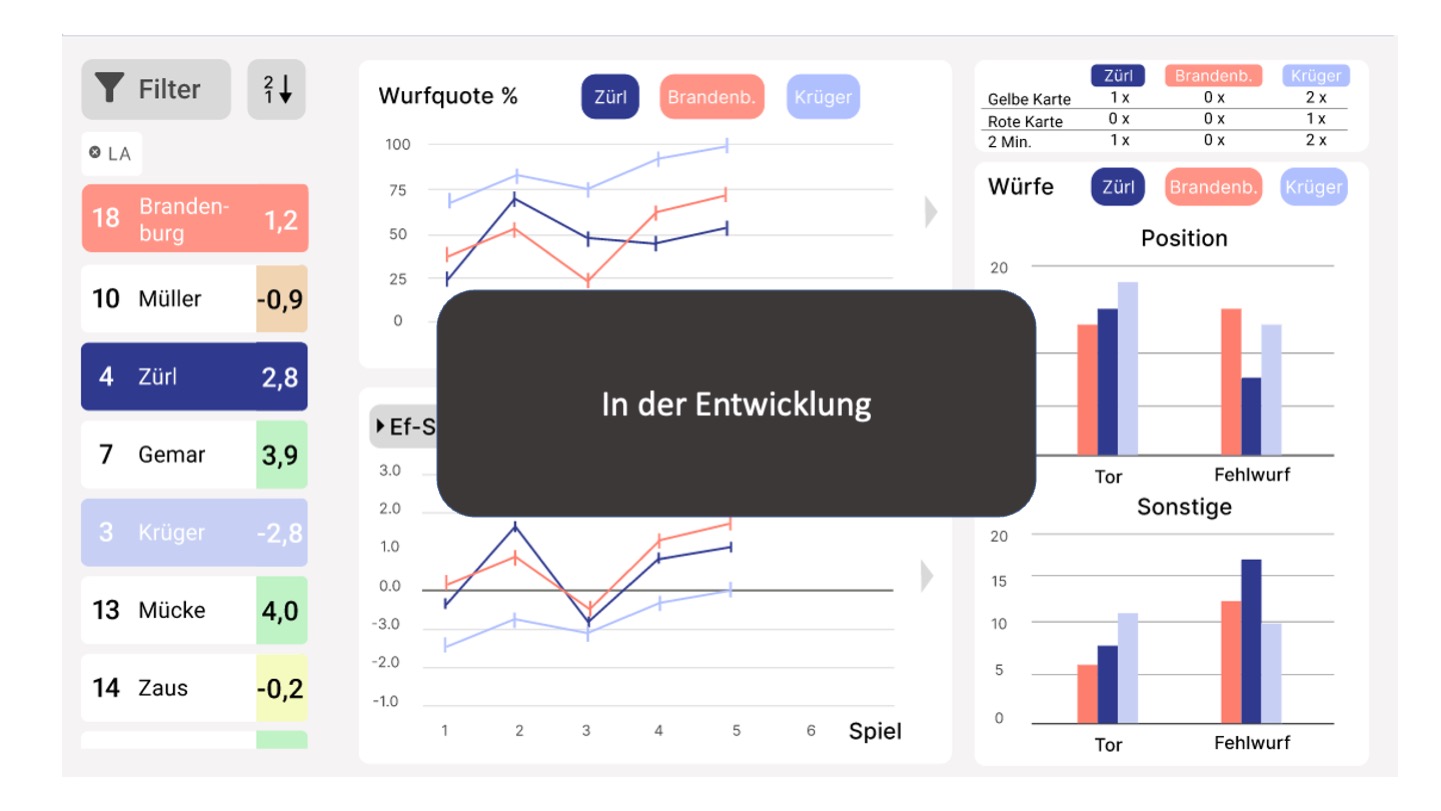 Filter
2
1
LA
18 Branden-
burg 1,2
10 Müller -0,9
4 Zürl 2,8
7 Gemar 3,9
3 Krüger -2,8
13 Mücke 4,0
14 Zaus -0,2
Wurfquote % Zürl Brandenb. Krüger
100
75
50
25
0
In der Entwicklung
Ef-S
3.0
2.0
1.0
0.0
-3.0
-2.0
-1.0
1 2 3 4 5 6 Spiel
Zürl Brandenb. Krüger
Gelbe Karte 1 x 0 x 2 x
Rote Karte 0 x 0 x 1 x
2 Min. 1 x 0 x 2 x
Würfe Zürl Brandenb. Krüger
Position
20
Tor Fehlwurf
Sonstige
20
15
10
5
0
Tor Fehlwurf